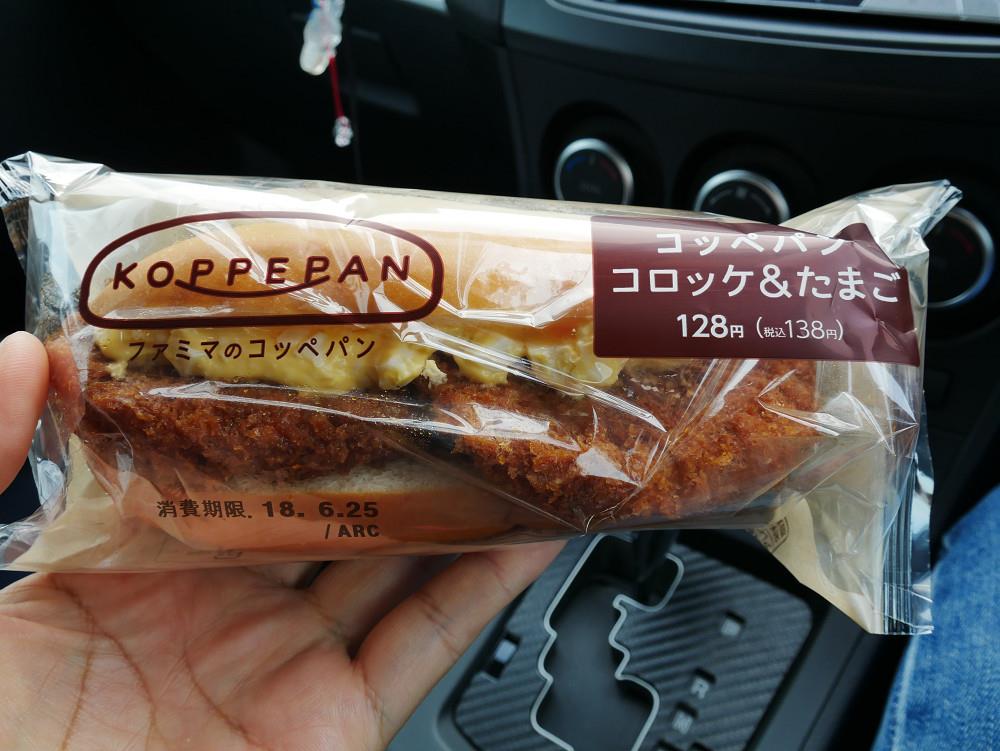 KOPPEPAN
ファミマのコッペパン
コッペパン
コロッケ&たまご
128円 (税込138円)
消費期限. 18. 6.25
/ ARC
R
N